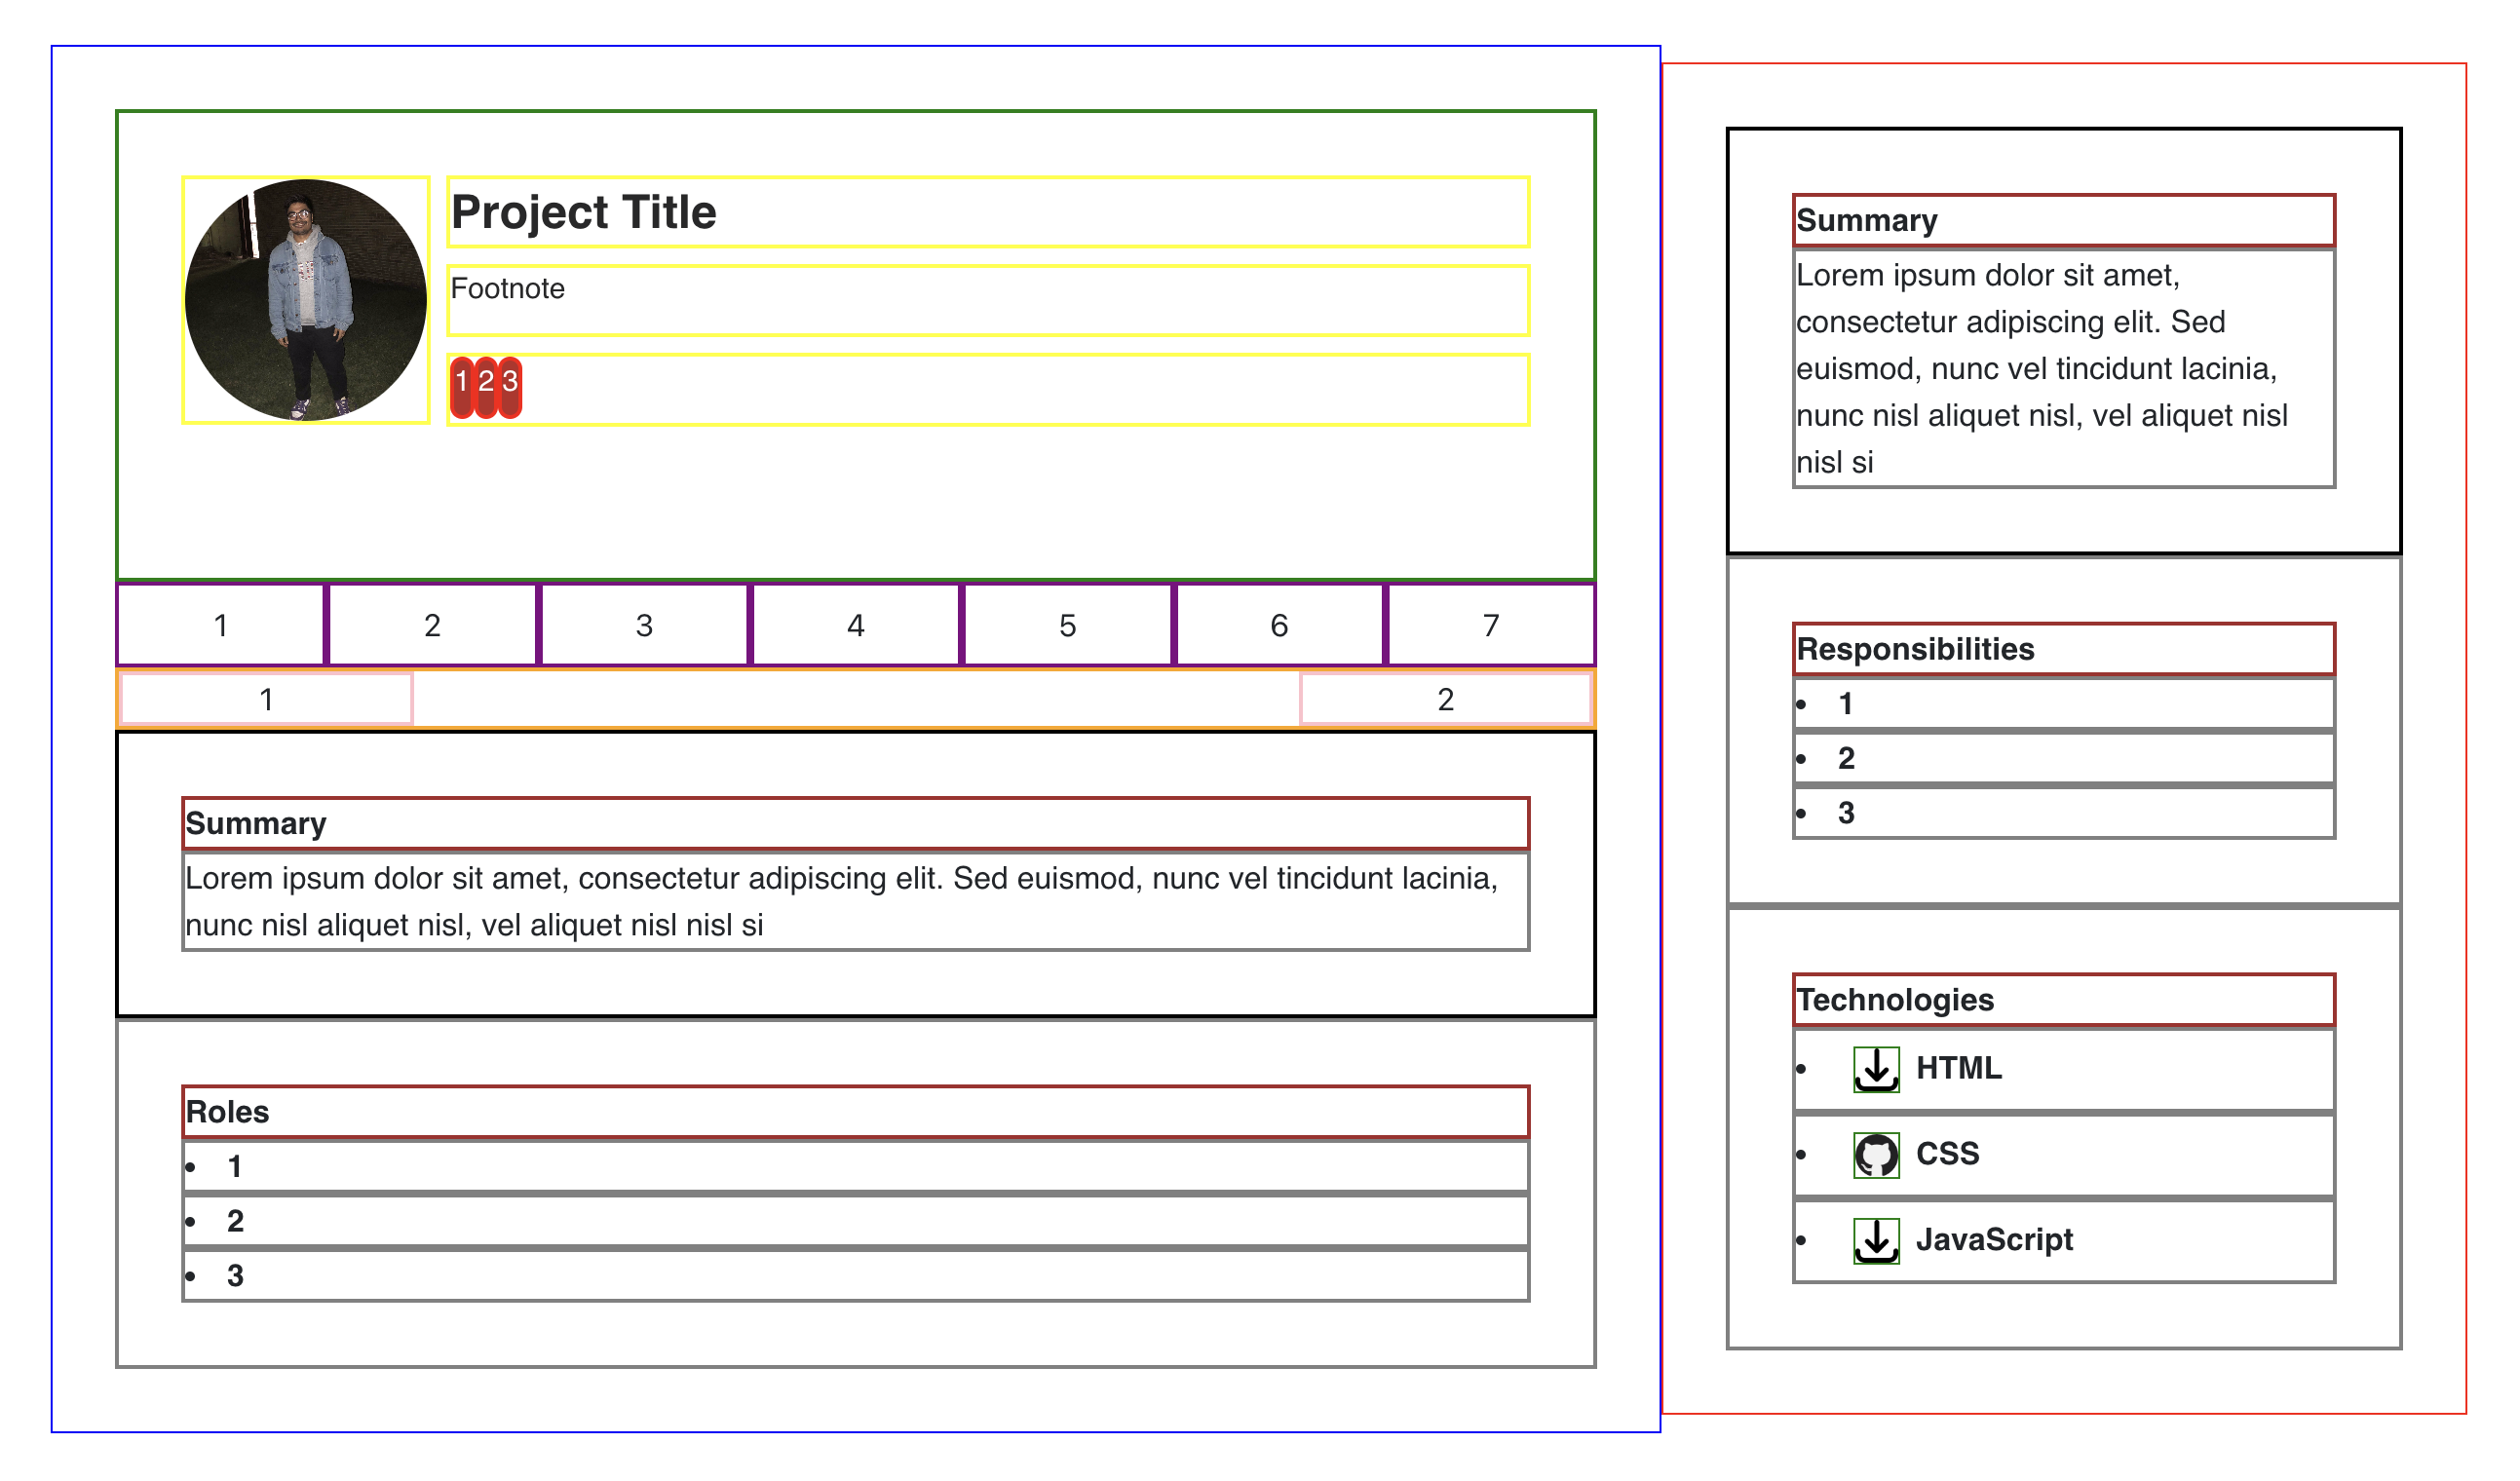 Project Title
Footnote
1 2 3
1 2 3 4 5 6 7
1 2
Summary
Lorem ipsum dolor sit amet, consectetur adipiscing elit. Sed euismod, nunc vel tincidunt lacinia,
nunc nisl aliquet nisl, vel aliquet nisl nisl si
Roles
• 1
• 2
• 3
Summary
Lorem ipsum dolor sit amet,
consectetur adipiscing elit. Sed
euismod, nunc vel tincidunt lacinia,
nunc nisl aliquet nisl, vel aliquet nisl
nisl si
Responsibilities
• 1
• 2
• 3
Technologies
• HTML
• CSS
• JavaScript